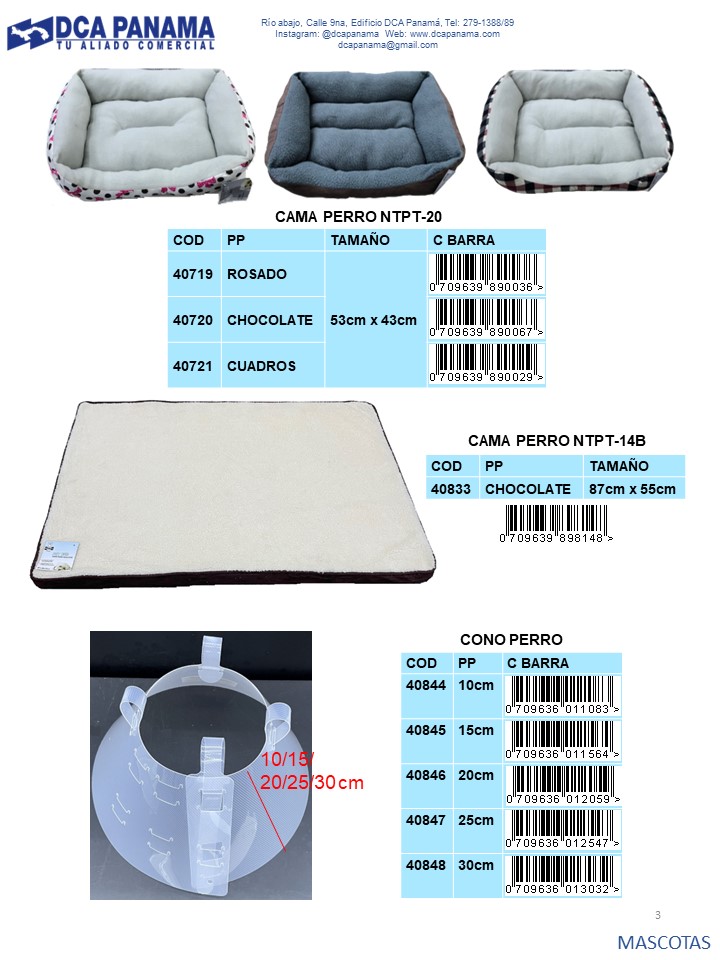 DCA PANAMA
TU ALIADO COMERCIAL
Río abajo, Calle 9na, Edificio DCA Panamá, Tel: 279-1388/89
Instagram: @dcapanama Web: www.dcapanama.com
dcapanama@gmail.com
CAMA PERRO NTPT-20
COD PP TAMAÑO C BARRA
40719 ROSADO 0 709639 890036 >
40720 CHOCOLATE 53cm x 43cm 0 709639 890067 >
40721 CUADROS 0 709639 890029 >
CAMA PERRO NTPT-14B
COD PP TAMAÑO
40833 CHOCOLATE 87cm x 55cm
0 709639 898148 >
CONO PERRO
COD PP C BARRA
40844 10cm 0 709636 011083 >
40845 15cm 0 709636 011564 >
40846 20cm 0 709636 012059 >
40847 25cm 0 709636 012547 >
40848 30cm 0 709636 013032 >
10/15/
20/25/30cm
3
MASCOTAS